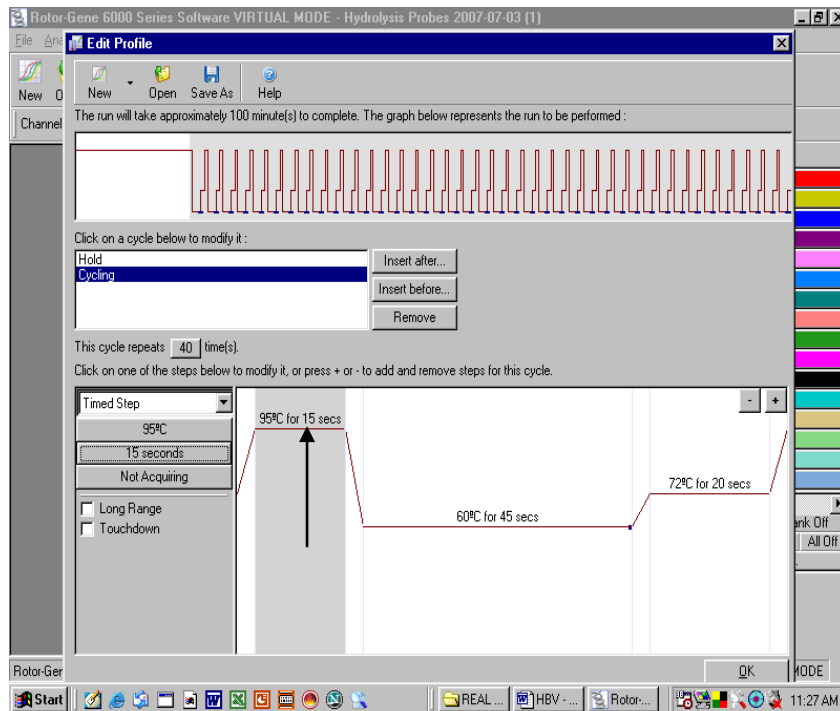 Rotor-Gene 6000 Series Software VIRTUAL MODE - Hydrolysis Probes 2007-07-03 (1)
File Ana
Edit Profile
New
New Open Save As Help
Channel
The run will take approximately 100 minute(s) to complete. The graph below represents the run to be performed :
Click on a cycle below to modify it :
Hold
Cycling
Insert after...
Insert before...
Remove
This cycle repeats 40 time(s).
Click on one of the steps below to modify it, or press + or - to add and remove steps for this cycle.
Timed Step
95ºC
15 seconds
Not Acquiring
Long Range
Touchdown
95ºC for 15 secs
60ºC for 45 secs
72ºC for 20 secs
- +
ank Off
All Off
OK
Rotor-Ger
MODE
Start
REAL ... HBV - ... Rotor-...
11:27 AM